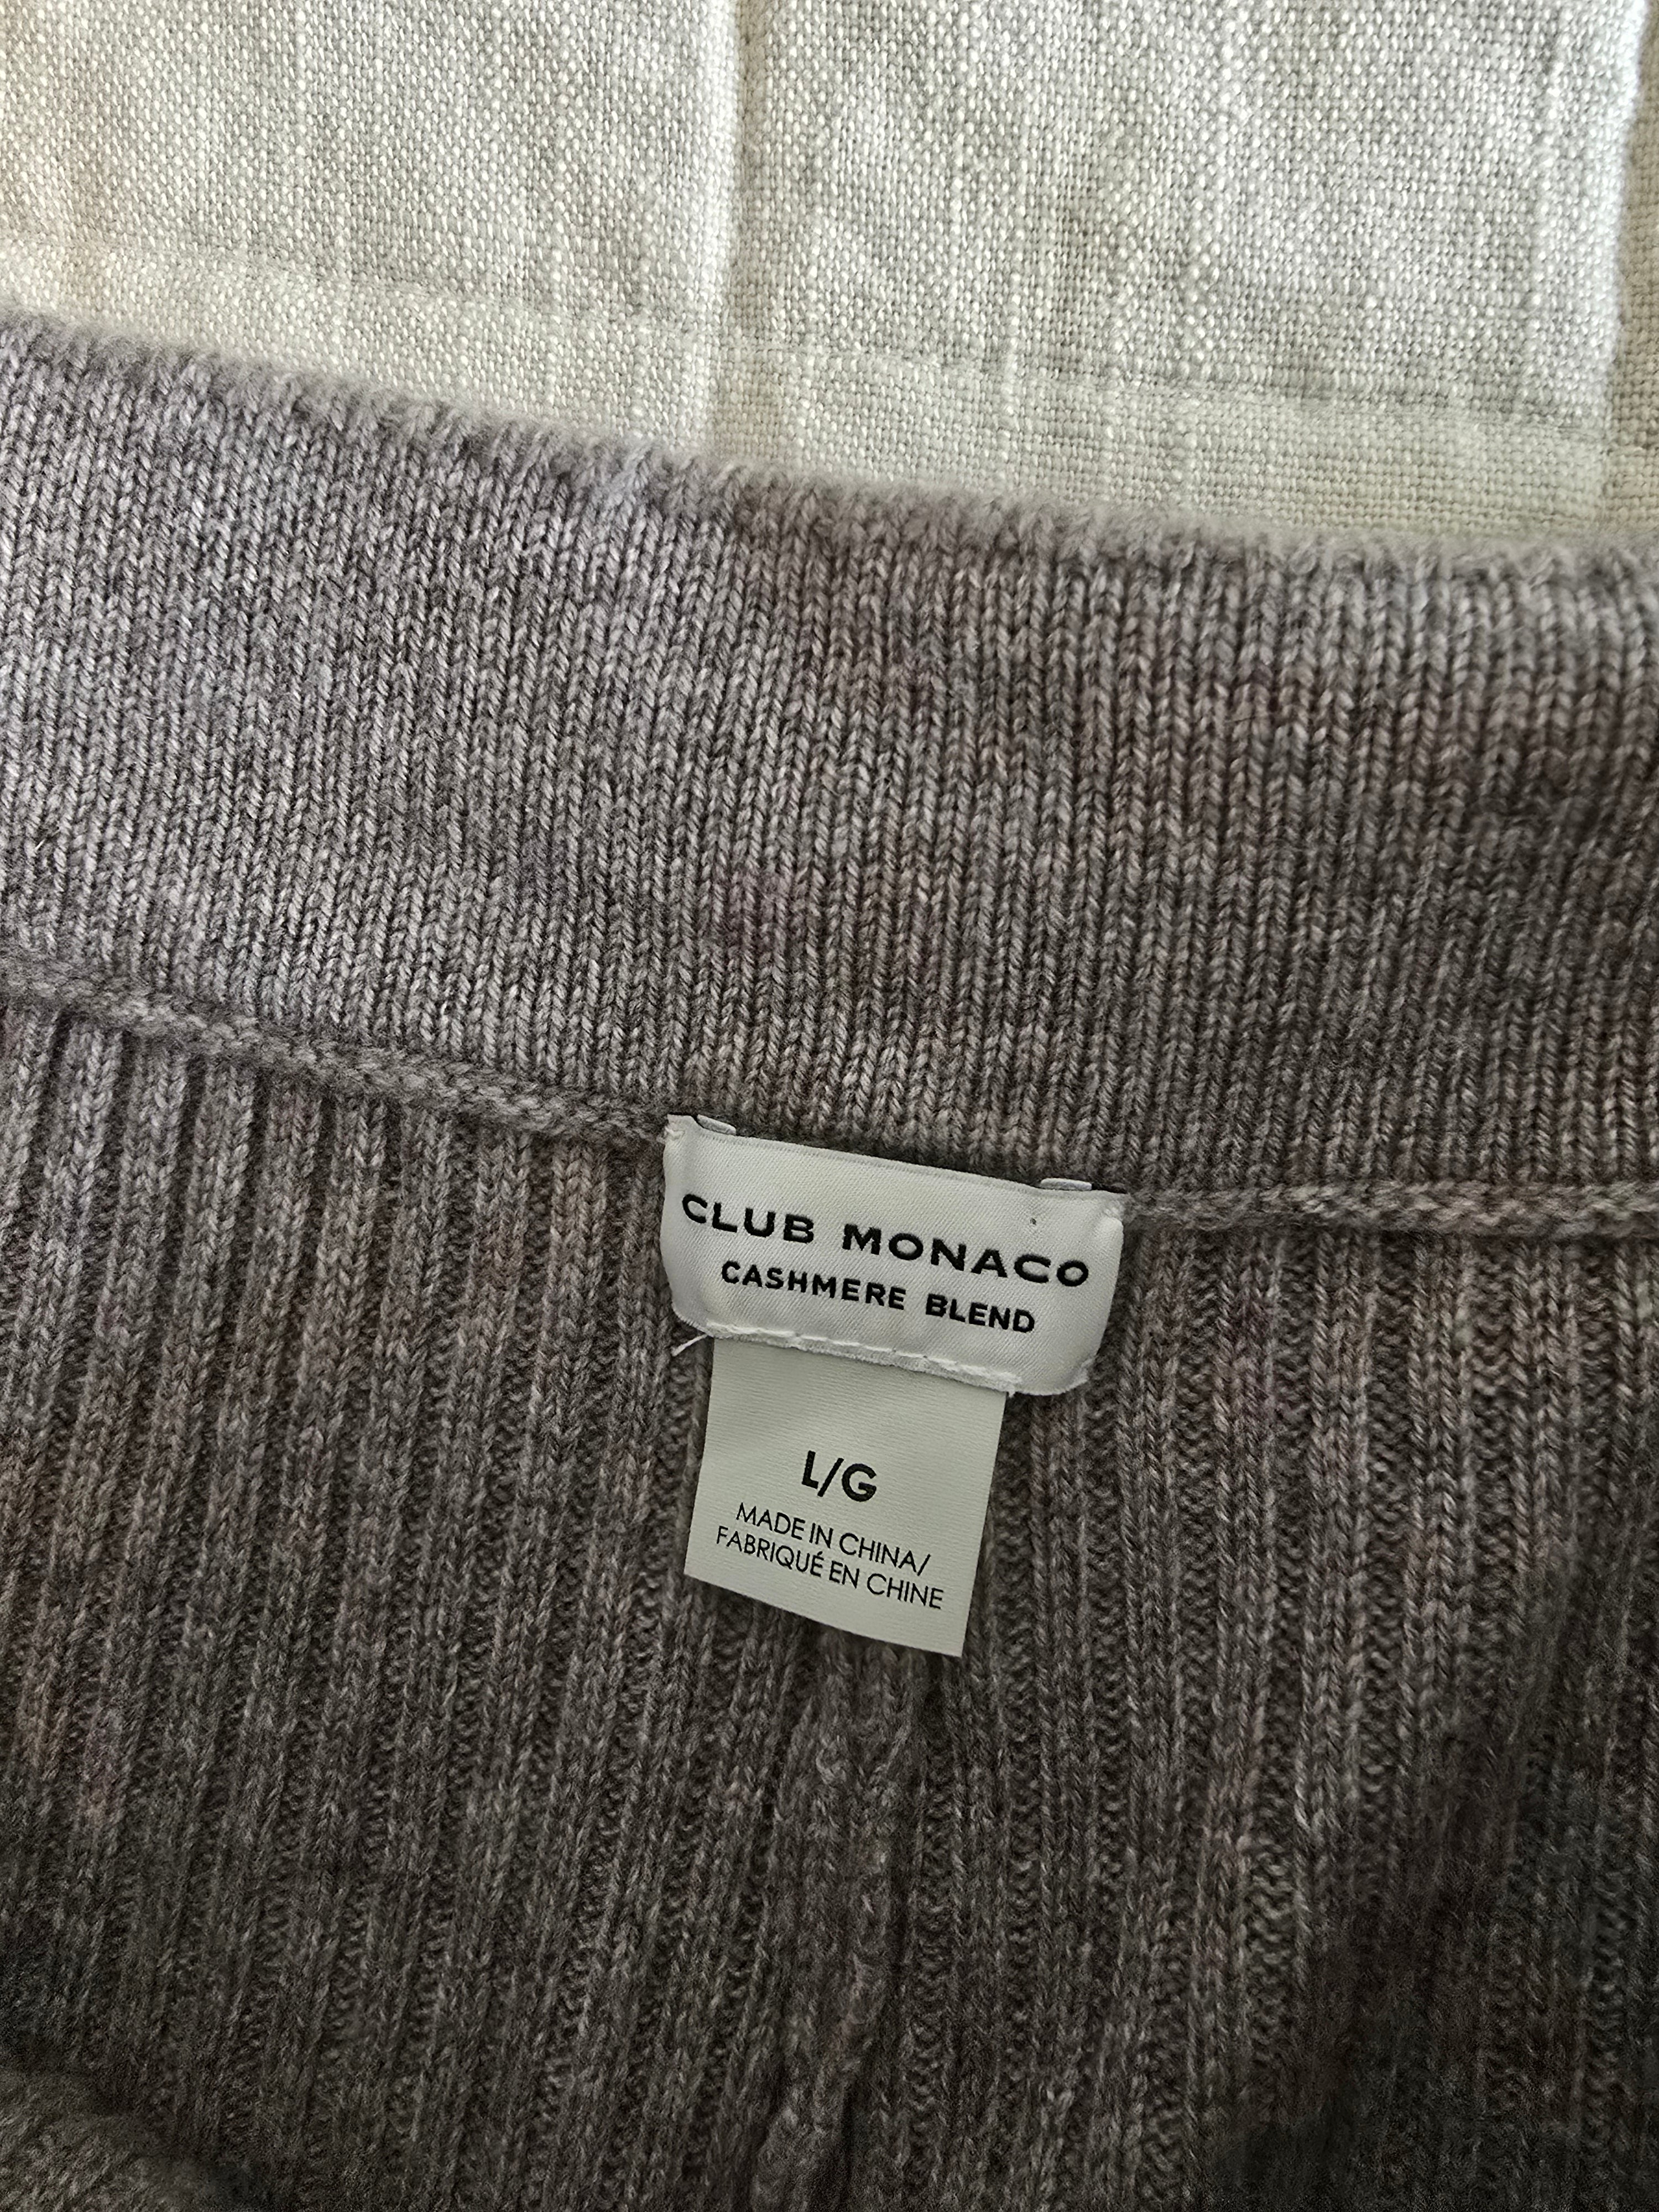 CLUB MONACO
CASHMERE BLEND
L/G
MADE IN CHINA/
FABRIQUÉ EN CHINE